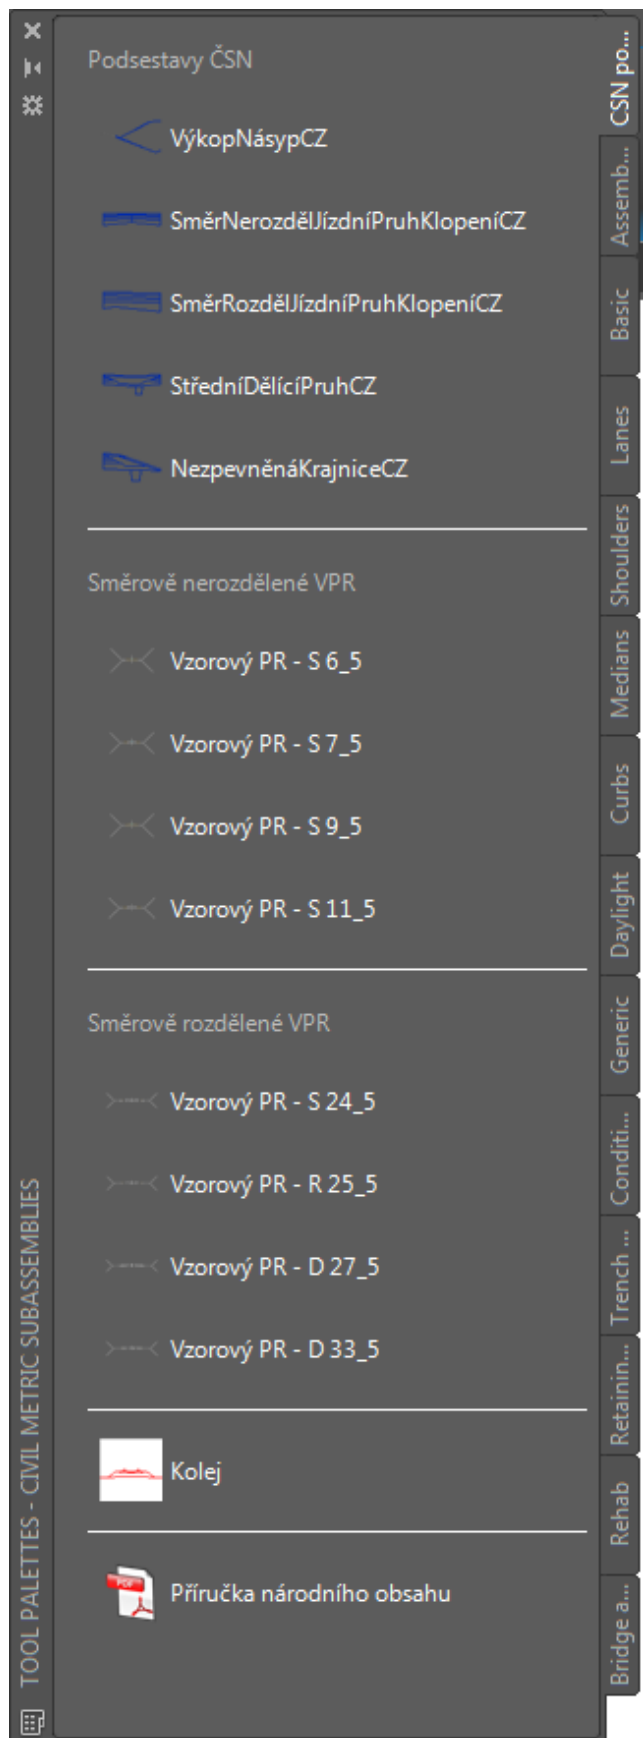 Podsestavy ČSN
VýkopNásypCZ
SměrNerozdělJízdníPruhKlopeníCZ
SměrRozdělJízdníPruhKlopeníCZ
StředníDělícíPruhCZ
NezpevněnáKrajniceCZ
Směrově nerozdělené VPR
Vzorový PR - S 6_5
Vzorový PR - S 7_5
Vzorový PR - S 9_5
Vzorový PR - S 11_5
Směrově rozdělené VPR
Vzorový PR - S 24_5
Vzorový PR - R 25_5
Vzorový PR - D 27_5
Vzorový PR - D 33_5
Kolej
PDF
Příručka národního obsahu
TOOL PALETTES - CIVIL METRIC SUBASSEMBLIES
CSN po...
Assemb...
Basic
Lanes
Shoulders
Medians
Curbs
Daylight
Generic
Conditi...
Trench ...
Retainin...
Rehab
Bridge a...